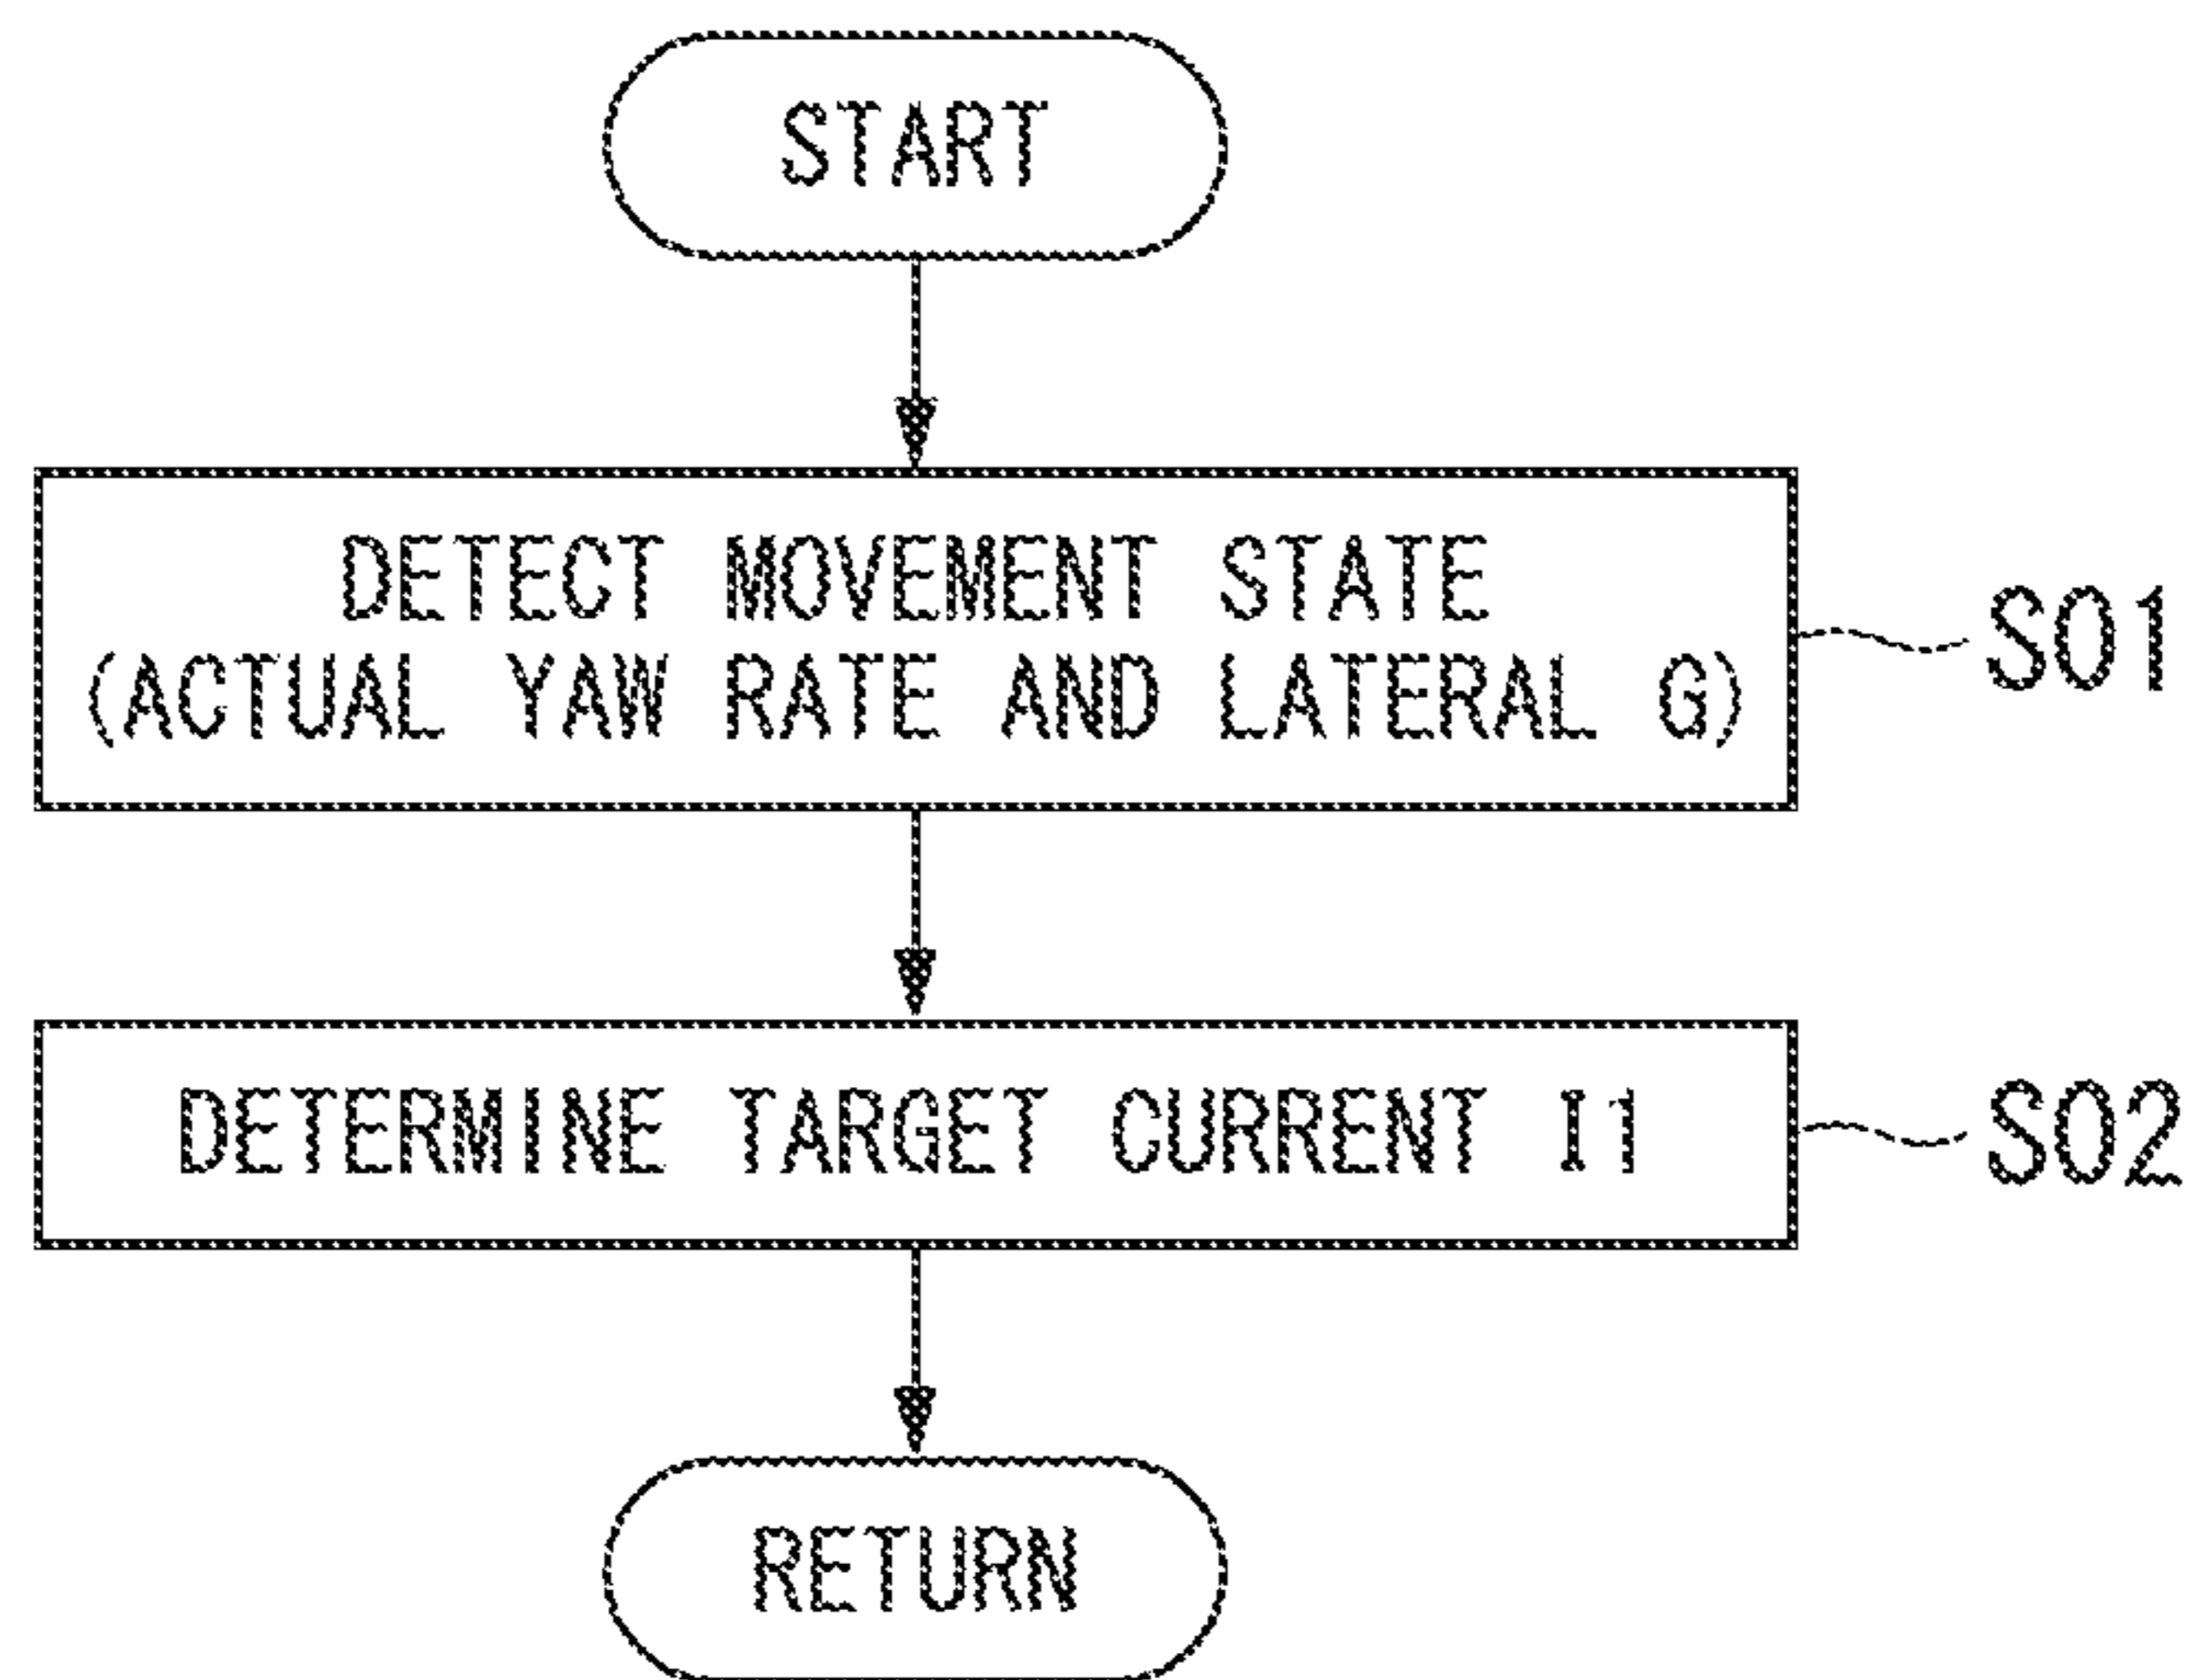 START
DETECT MOVEMENT STATE
(ACTUAL YAW RATE AND LATERAL G)
S01
DETERMINE TARGET CURRENT I1
S02
RETURN